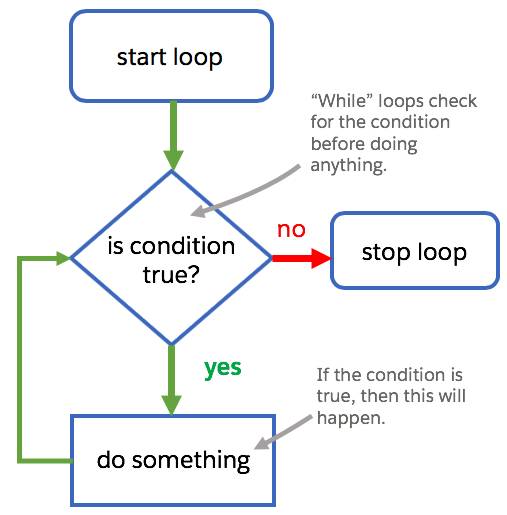 start loop
“While” loops check
for the condition
before doing
anything.
is condition
true?
no
stop loop
yes
If the condition is
true, then this will
happen.
do something